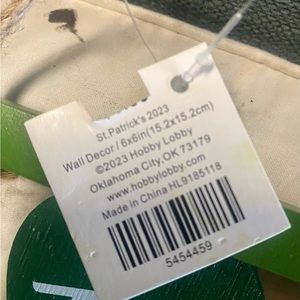 St.Patrick's 2023
Wall Decor / 6x6in(15.2x15.2cm)
©2023 Hobby Lobby
Oklahoma City,OK 73179
www.hobbylobby.com
Made in China HL9185118
5454459